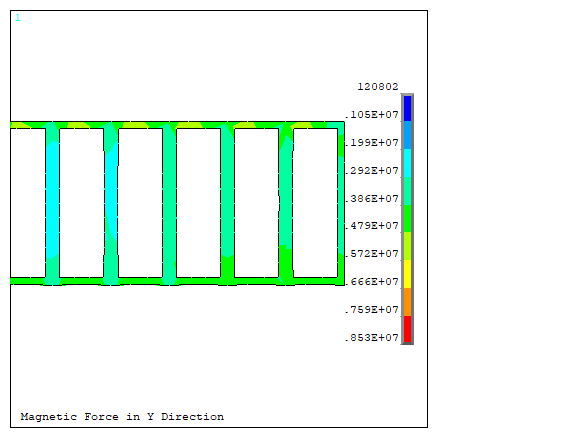 1
120802
.105E+07
.199E+07
.292E+07
.386E+07
.479E+07
.572E+07
.666E+07
.759E+07
.853E+07
Magnetic Force in Y Direction